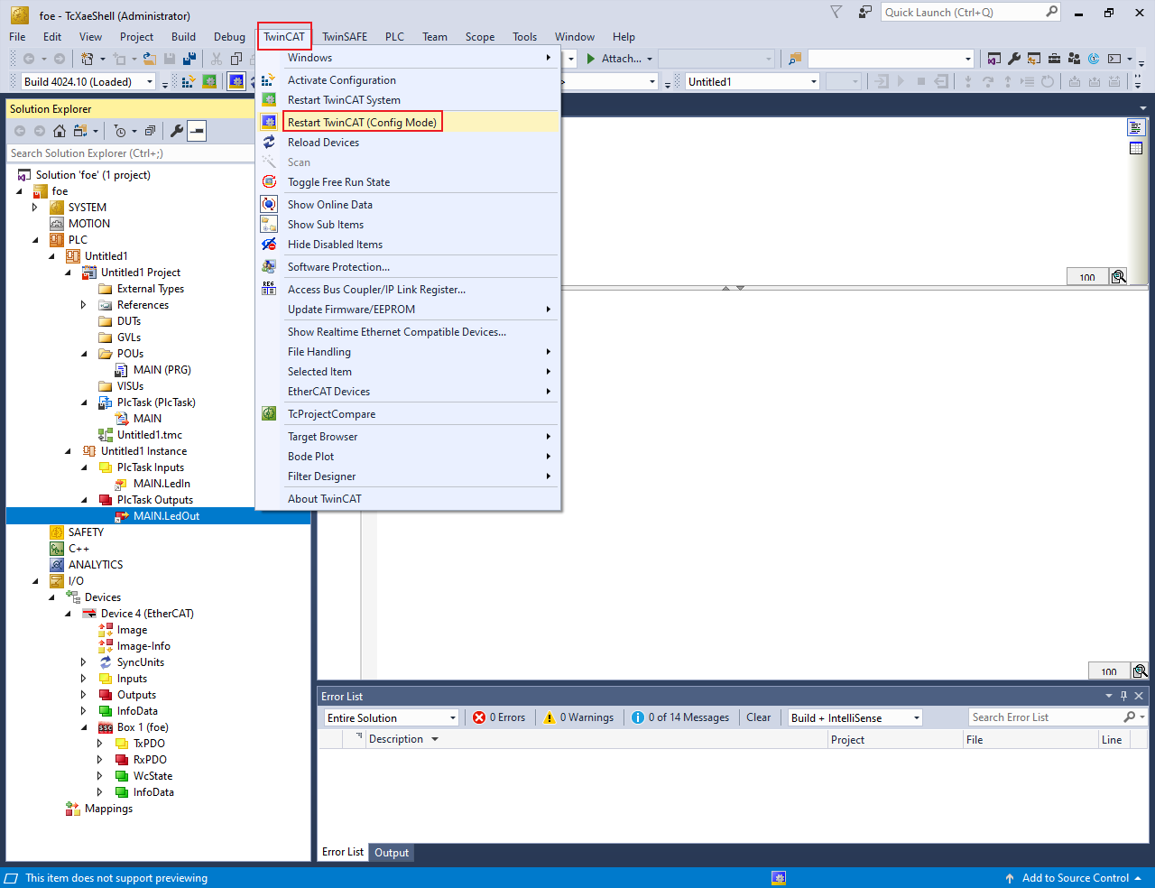 foe - TcXaeShell (Administrator)
Quick Launch (Ctrl+Q)
File Edit View Project Build Debug TwinCAT TwinSAFE PLC Team Scope Tools Window Help
Attach...
Build 4024.10 (Loaded)
Untitled1
Windows
Activate Configuration
Restart TwinCAT System
Restart TwinCAT (Config Mode)
Reload Devices
Scan
Toggle Free Run State
Show Online Data
Show Sub Items
Hide Disabled Items
Software Protection...
Access Bus Coupler/IP Link Register...
Update Firmware/EEPROM
Show Realtime Ethernet Compatible Devices...
File Handling
Selected Item
EtherCAT Devices
TcProjectCompare
Target Browser
Bode Plot
Filter Designer
About TwinCAT
Solution Explorer
Search Solution Explorer (Ctrl+;)
Solution 'foe' (1 project)
foe
SYSTEM
MOTION
PLC
Untitled1
Untitled1 Project
External Types
References
DUTs
GVLs
POUs
MAIN (PRG)
VISUs
PlcTask (PlcTask)
MAIN
Untitled1.tmc
Untitled1 Instance
PlcTask Inputs
MAIN.LedIn
PlcTask Outputs
MAIN.LedOut
SAFETY
C++
ANALYTICS
I/O
Devices
Device 4 (EtherCAT)
Image
Image-Info
SyncUnits
Inputs
Outputs
InfoData
Box 1 (foe)
TxPDO
RxPDO
WcState
InfoData
Mappings
100
100
Error List
Entire Solution 0 Errors 0 Warnings 0 of 14 Messages Clear Build + IntelliSense Search Error List
Description Project File Line
Error List Output
This item does not support previewing
Add to Source Control